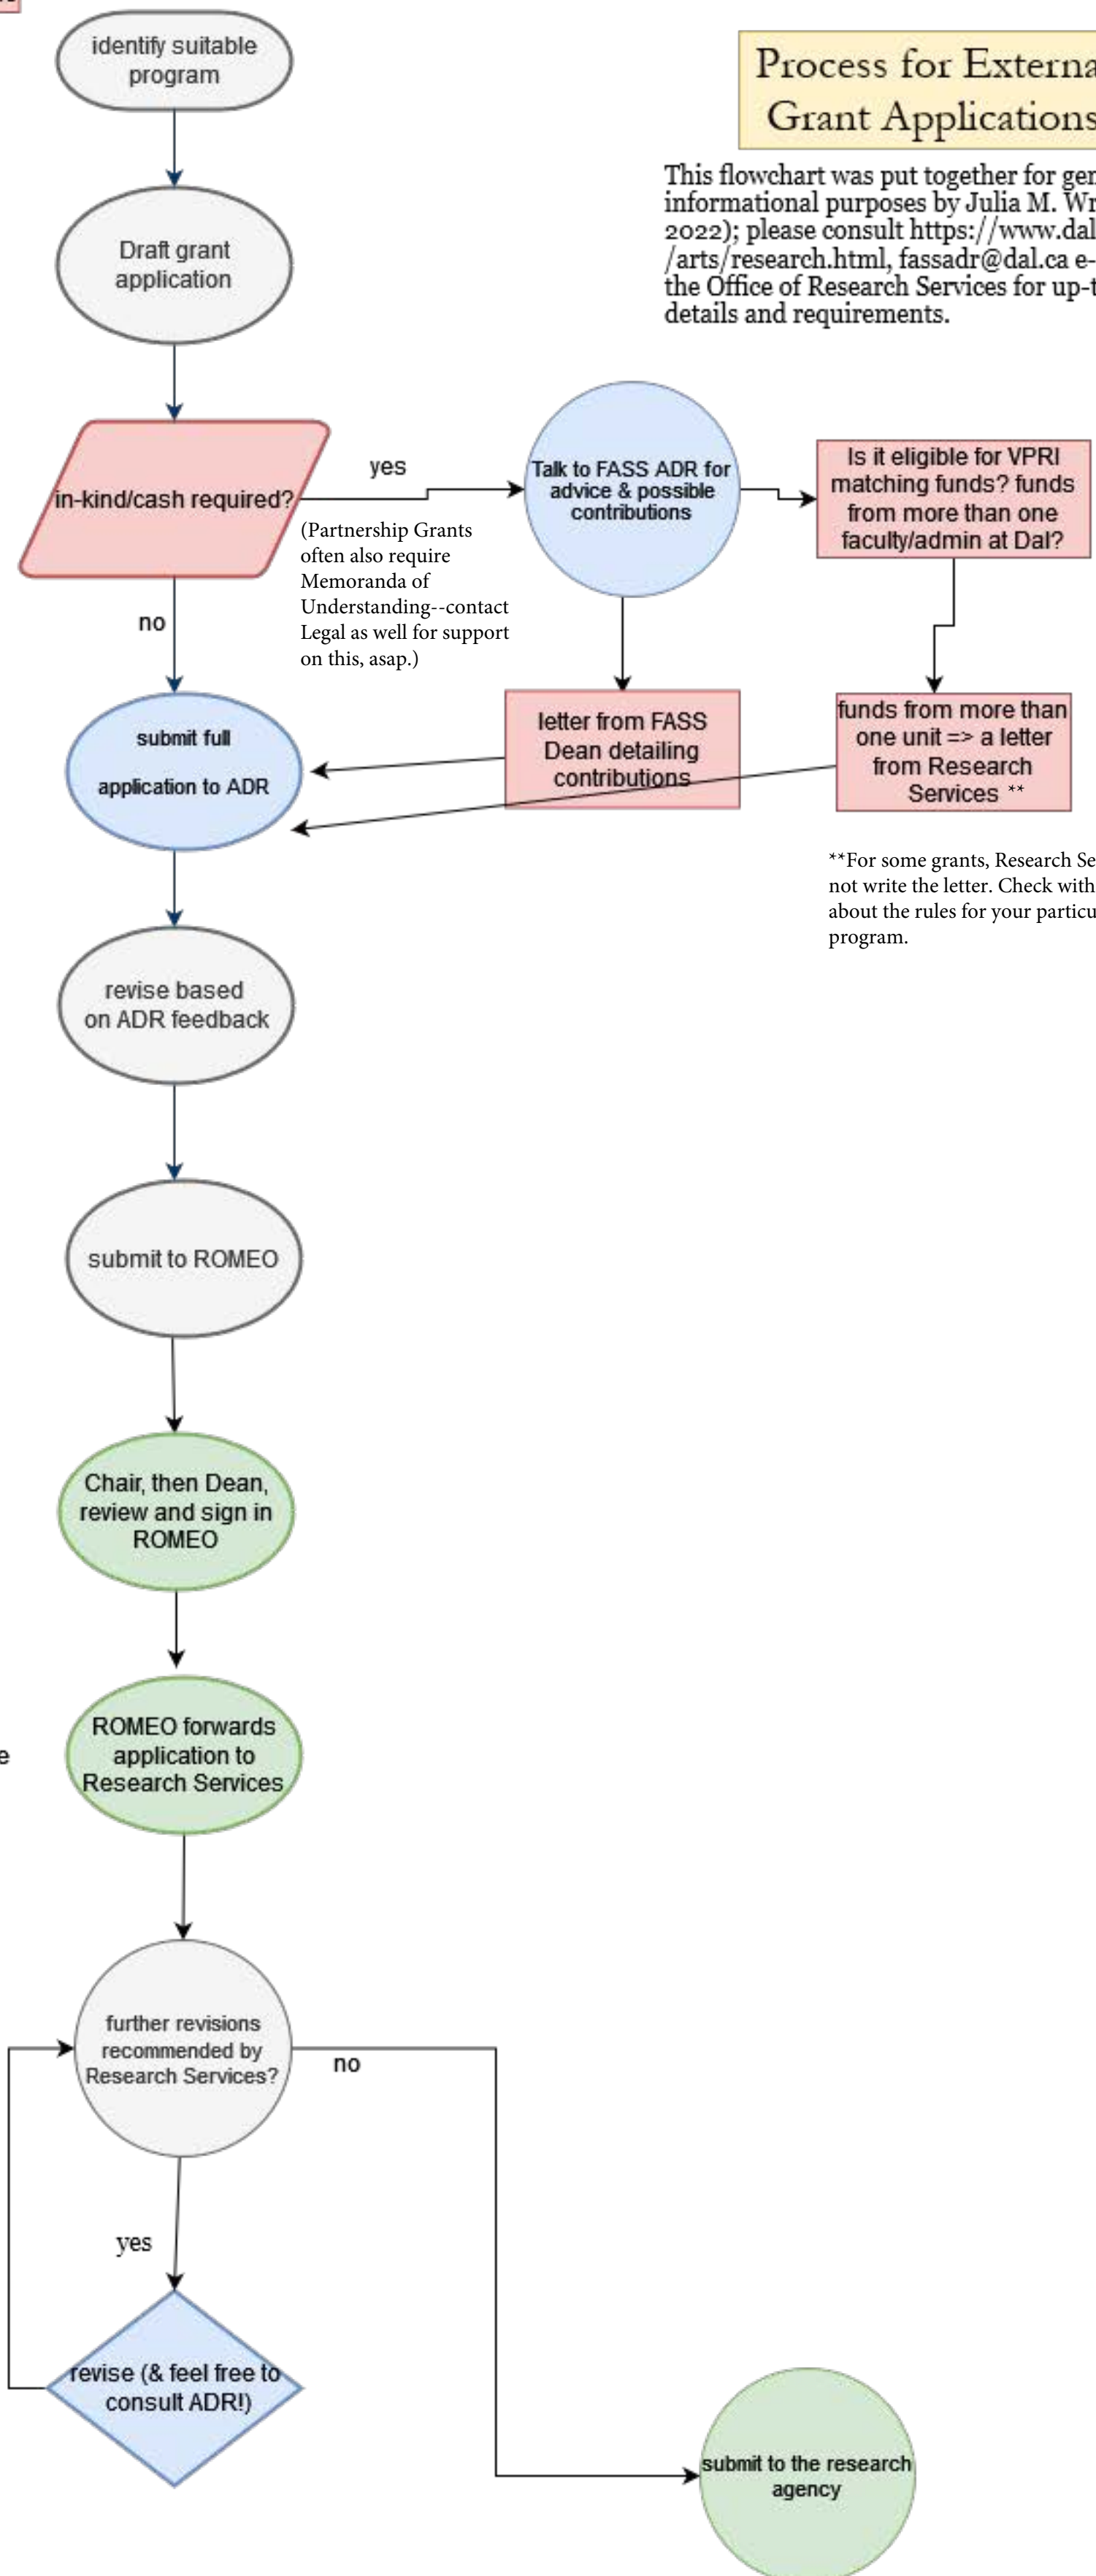 identify suitable
program
Process for Externa
Grant Applications
This flowchart was put together for gen
informational purposes by Julia M. Wr
2022); please consult https://www.dal
/arts/research.html, fassadr@dal.ca e-
the Office of Research Services for up-t
details and requirements.
Draft grant
application
in-kind/cash required?
yes
(Partnership Grants
often also require
Memoranda of
Understanding--contact
Legal as well for support
on this, asap.)
Talk to FASS ADR for
advice & possible
contributions
Is it eligible for VPRI
matching funds? funds
from more than one
faculty/admin at Dal?
no
submit full
application to ADR
letter from FASS
Dean detailing
contributions
funds from more than
one unit => a letter
from Research
Services **
**For some grants, Research Se
not write the letter. Check with
about the rules for your particu
program.
revise based
on ADR feedback
submit to ROMEO
Chair, then Dean,
review and sign in
ROMEO
e
ROMEO forwards
application to
Research Services
further revisions
recommended by
Research Services?
no
yes
revise (& feel free to
consult ADR!)
submit to the research
agency